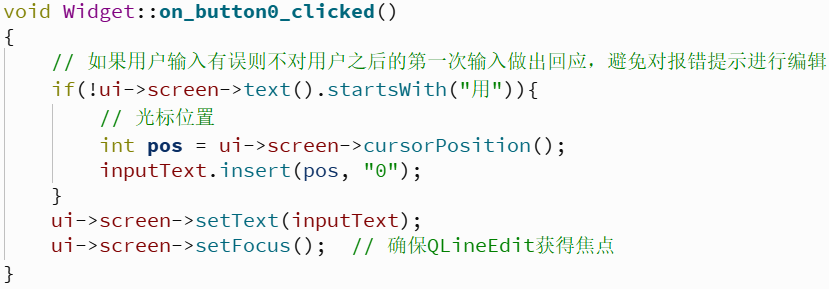 void Widget::on_button0_clicked()
{
    // 如果用户输入有误则不对用户之后的第一次输入做出回应，避免对报错提示进行编辑
    if(!ui->screen->text().startsWith("用")){
        // 光标位置
        int pos = ui->screen->cursorPosition();
        inputText.insert(pos, "0");
    }
    ui->screen->setText(inputText);
    ui->screen->setFocus();  // 确保QLineEdit获得焦点
}